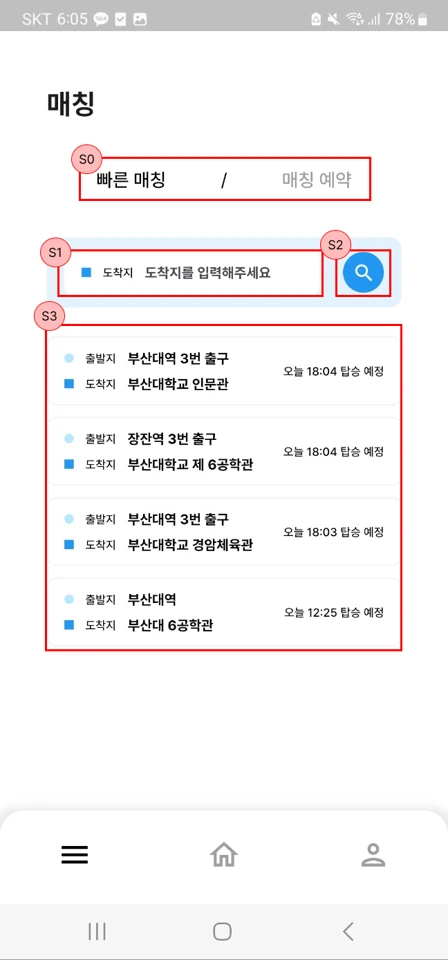 SKT 6:05 78%
매칭
S0
빠른 매칭 / 매칭 예약
S1
S2
도착지 도착지를 입력해주세요
S3
출발지 부산대역 3번 출구
도착지 부산대학교 인문관
오늘 18:04 탑승 예정
출발지 장잔역 3번 출구
도착지 부산대학교 제 6공학관
오늘 18:04 탑승 예정
출발지 부산대역 3번 출구
도착지 부산대학교 경암체육관
오늘 18:03 탑승 예정
출발지 부산대역
도착지 부산대 6공학관
오늘 12:25 탑승 예정